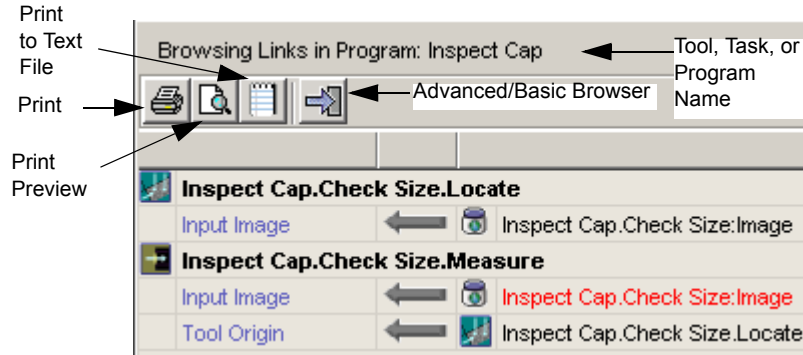 Print
to Text
File
Print
Print
Preview
Browsing Links in Program: Inspect Cap
Tool, Task, or
Program
Name
Advanced/Basic Browser
Inspect Cap.Check Size.Locate
Input Image
Inspect Cap.Check Size:Image
Inspect Cap.Check Size.Measure
Input Image
Inspect Cap.Check Size:Image
Tool Origin
Inspect Cap.Check Size.Locate